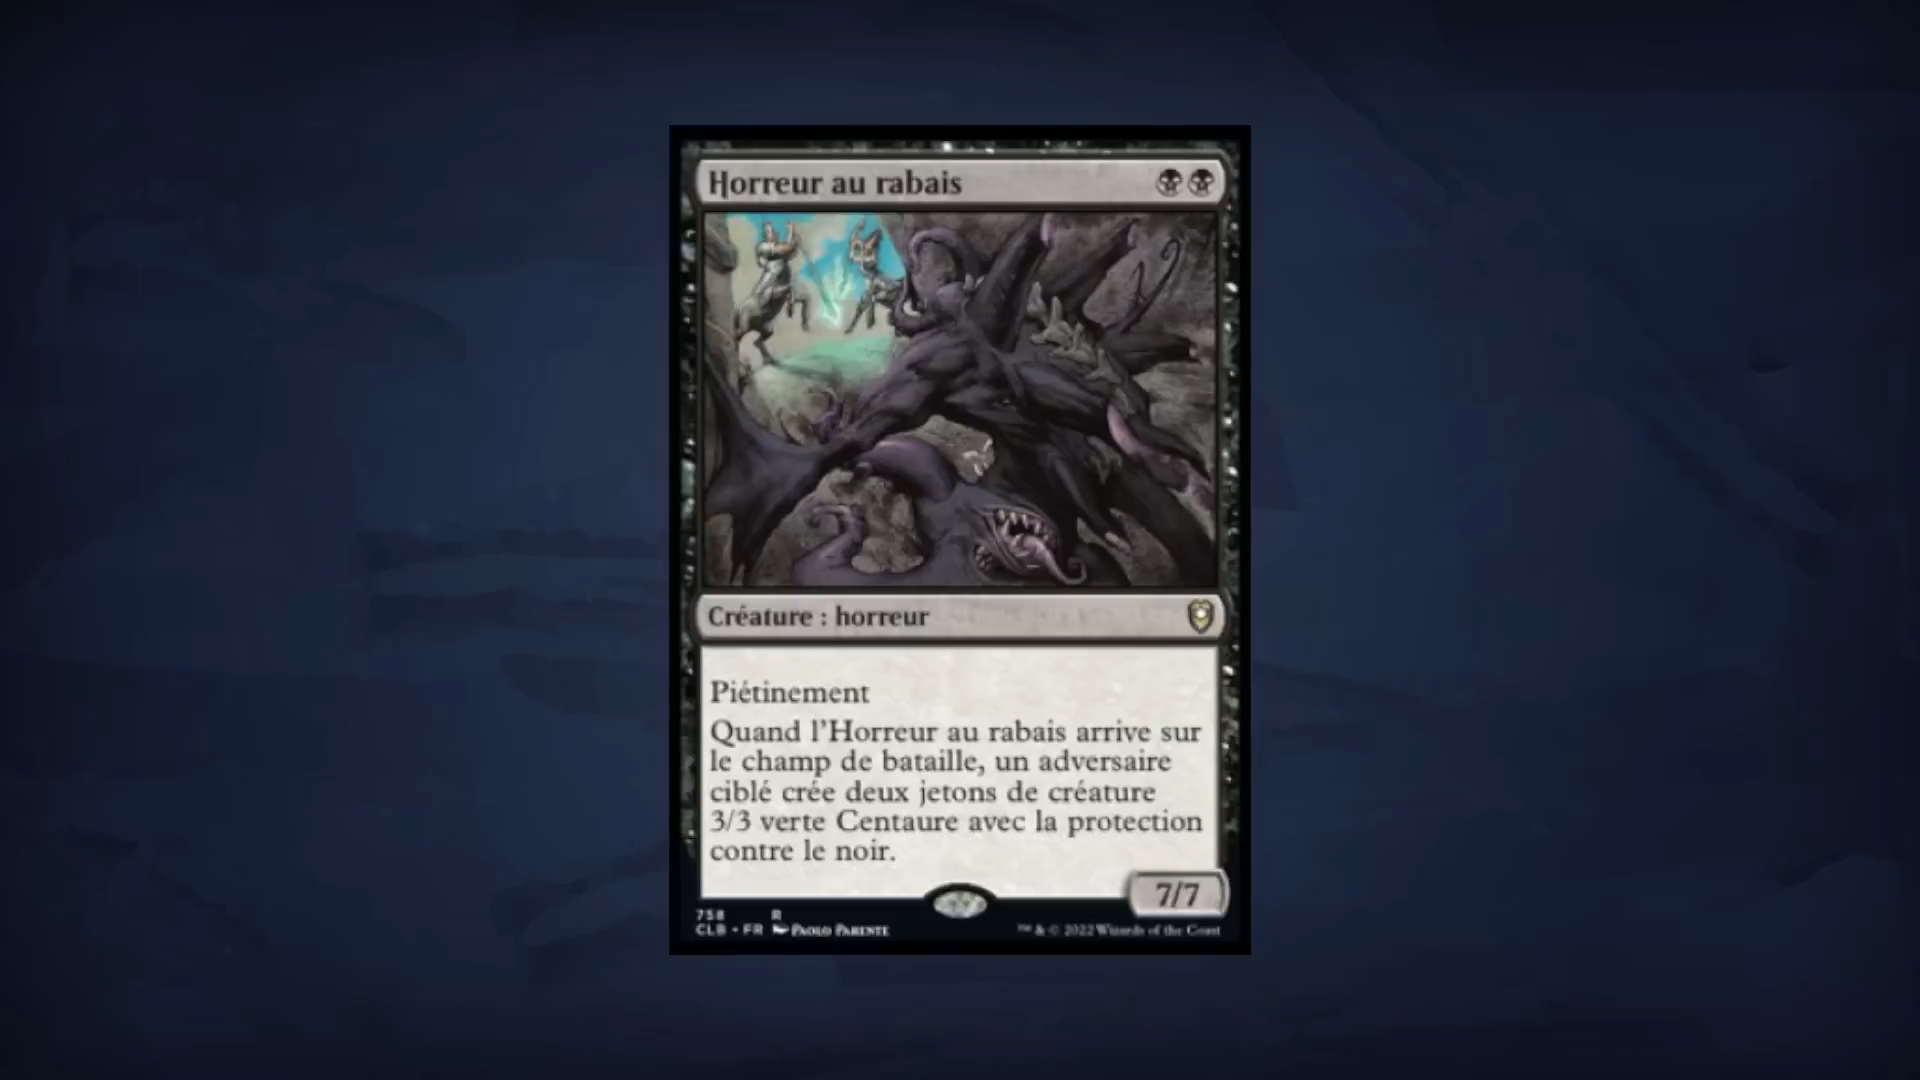 Horreur au rabais
Créature : horreur
Piétinement
Quand l'Horreur au rabais arrive sur
le champ de bataille, un adversaire
ciblé crée deux jetons de créature
3/3 verte Centaure avec la protection
contre le noir.
7/7
758 R
CLB • FR Paolo Parente
™ & © 2022 Wizards of the Coast